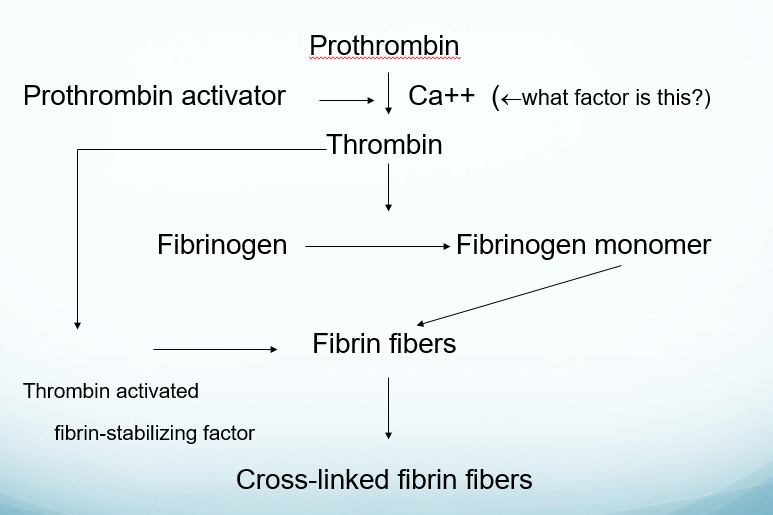 Prothrombin
Prothrombin activator Ca++ (←what factor is this?)
Thrombin
Fibrinogen Fibrinogen monomer
Fibrin fibers
Thrombin activated
fibrin-stabilizing factor
Cross-linked fibrin fibers